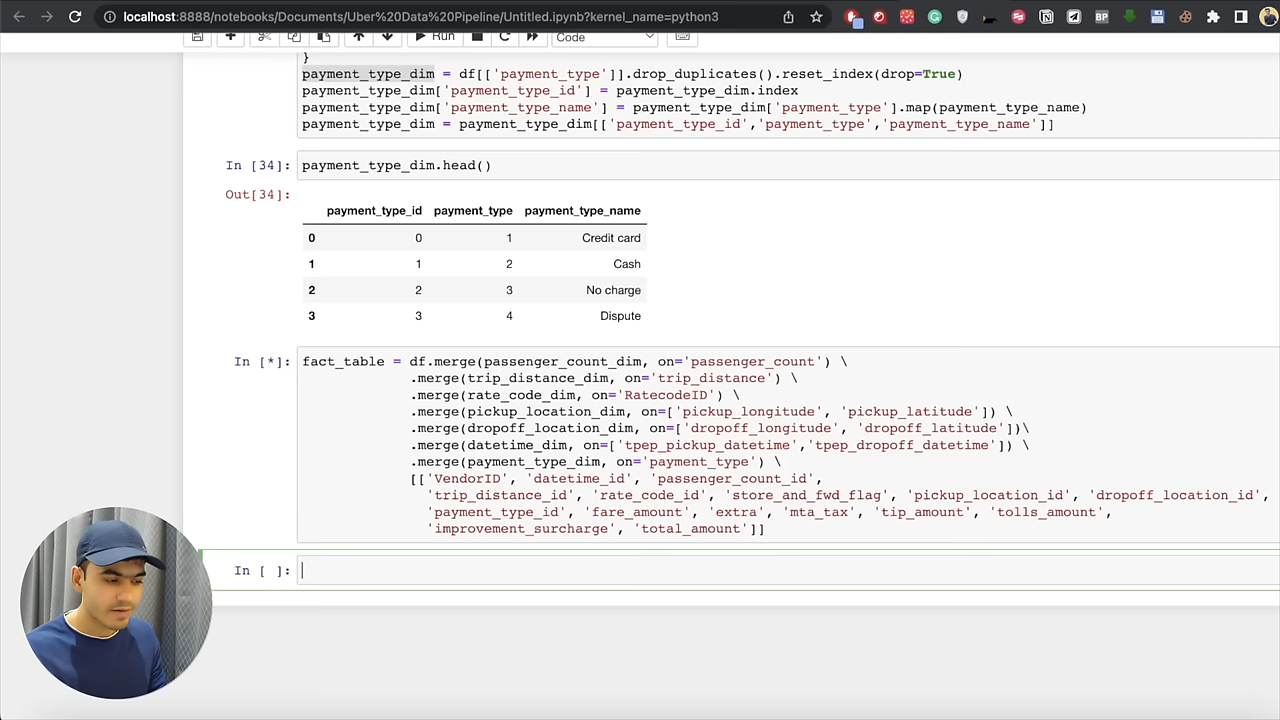 localhost:8888/notebooks/Documents/Uber%20Data%20Pipeline/Untitled.ipynb?kernel_name=python3
BP
Run
Code
}
payment_type_dim = df[['payment_type']].drop_duplicates().reset_index(drop=True)
payment_type_dim['payment_type_id'] = payment_type_dim.index
payment_type_dim['payment_type_name'] = payment_type_dim['payment_type'].map(payment_type_name)
payment_type_dim = payment_type_dim[['payment_type_id','payment_type','payment_type_name']]
In [34]: payment_type_dim.head()
Out[34]:
payment_type_id payment_type payment_type_name
0 0 1 Credit card
1 1 2 Cash
2 2 3 No charge
3 3 4 Dispute
In [*]: fact_table = df.merge(passenger_count_dim, on='passenger_count') \
.merge(trip_distance_dim, on='trip_distance') \
.merge(rate_code_dim, on='RatecodeID') \
.merge(pickup_location_dim, on=['pickup_longitude', 'pickup_latitude']) \
.merge(dropoff_location_dim, on=['dropoff_longitude', 'dropoff_latitude'])\
.merge(datetime_dim, on=['tpep_pickup_datetime','tpep_dropoff_datetime']) \
.merge(payment_type_dim, on='payment_type') \
[['VendorID', 'datetime_id', 'passenger_count_id',
'trip_distance_id', 'rate_code_id', 'store_and_fwd_flag', 'pickup_location_id', 'dropoff_location_id',
'payment_type_id', 'fare_amount', 'extra', 'mta_tax', 'tip_amount', 'tolls_amount',
'improvement_surcharge', 'total_amount']]
In [ ]: